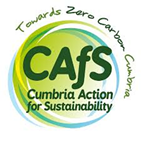 Towards Zero Carbon Cumbria
CAfS
Cumbria Action
for Sustainability